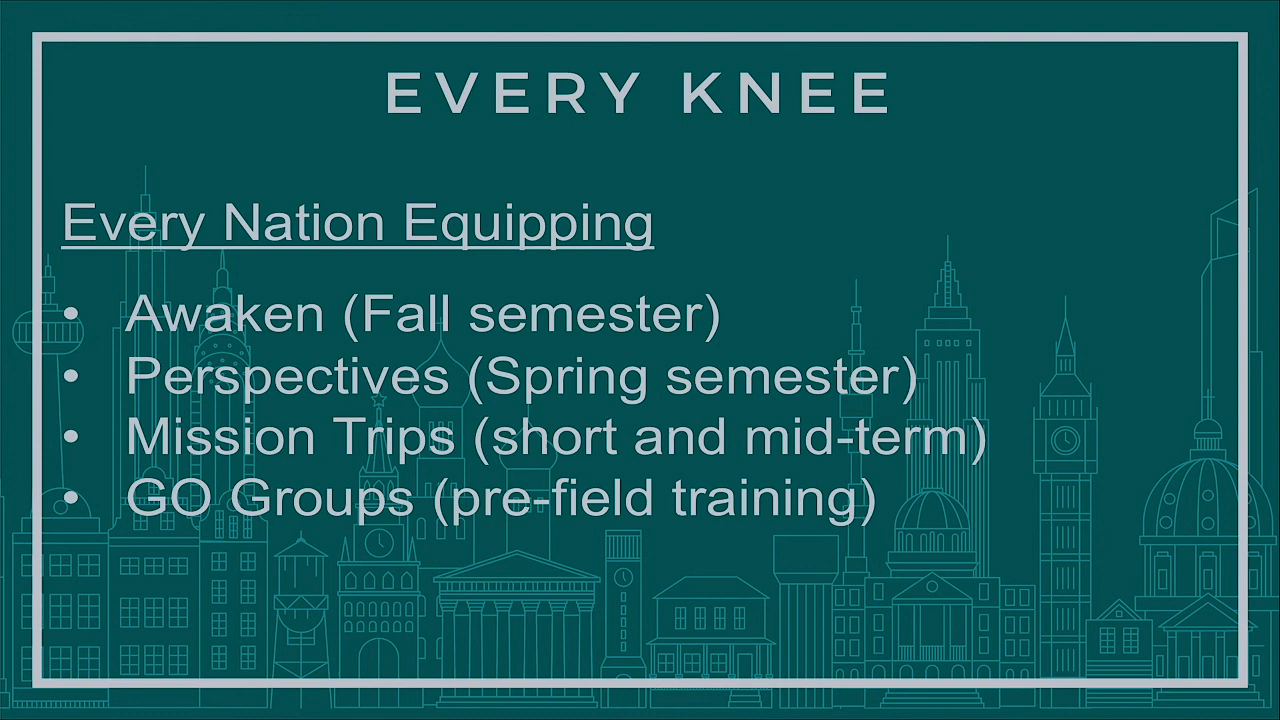 EVERY KNEE
Every Nation Equipping
• Awaken (Fall semester)
• Perspectives (Spring semester)
• Mission Trips (short and mid-term)
• GO Groups (pre-field training)